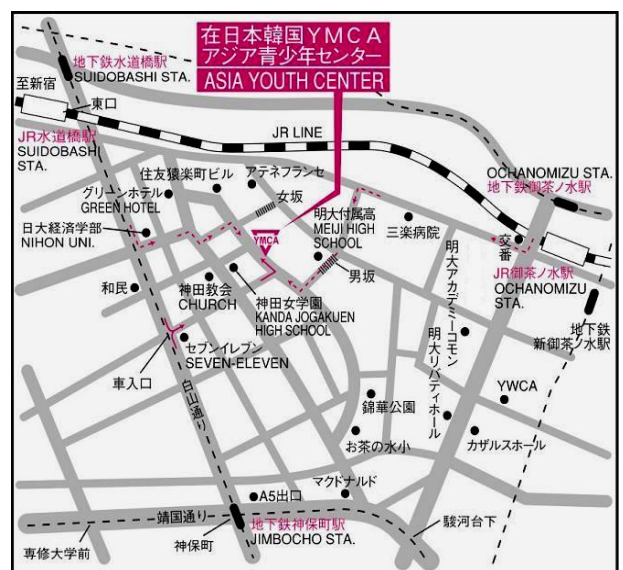 在日本韓国YMCA
アジア青少年センター
ASIA YOUTH CENTER
地下鉄水道橋駅
SUIDOBASHI STA.
至新宿
東口
JR水道橋駅
SUIDOBASHI
STA.
JR LINE
OCHANOMIZU STA.
地下鉄御茶ノ水駅
住友猿楽町ビル
アテネフランセ
グリーンホテル
GREEN HOTEL
女坂
明大付属高
MEIJI HIGH
SCHOOL
三楽病院
交番
日大経済学部
NIHON UNI.
YMCA
男坂
JR御茶ノ水駅
OCHANOMIZU
STA.
和民
神田教会
CHURCH
神田女学園
KANDA JOGAKUEN
HIGH SCHOOL
明大アカデミーコモン
地下鉄
新御茶ノ水駅
セブンイレブン
SEVEN-ELEVEN
車入口
白山通り
明大リバティホール
YWCA
錦華公園
お茶の水小
カザルスホール
マクドナルド
A5出口
靖国通り
地下鉄神保町駅
JIMBOCHO STA.
駿河台下
専修大学前
神保町